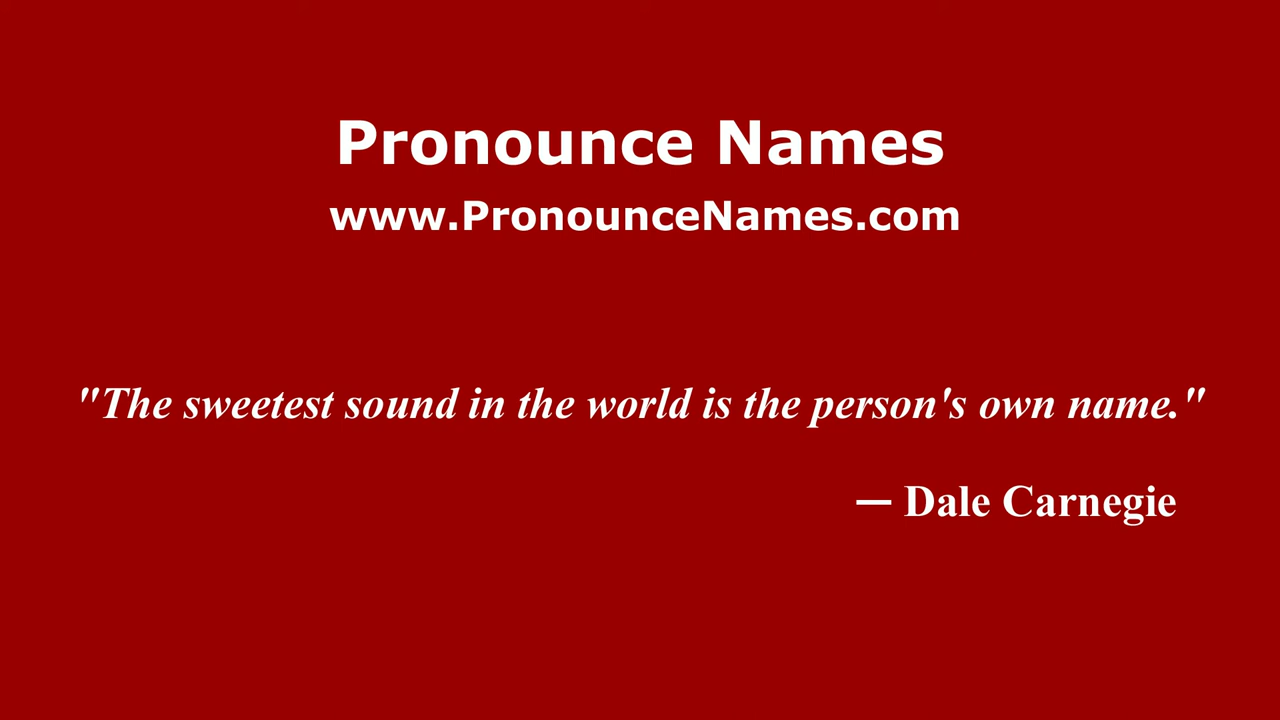 Pronounce Names
www.PronounceNames.com
"The sweetest sound in the world is the person's own name."
— Dale Carnegie